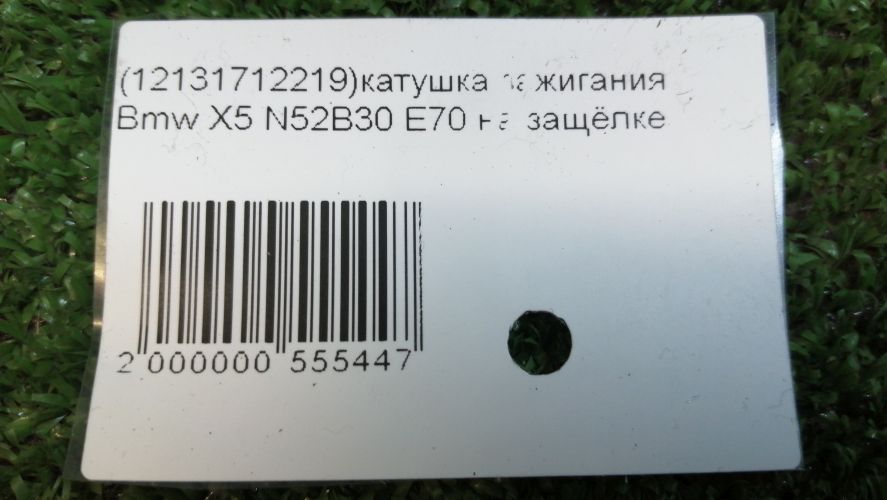 (12131712219)катушка зажигания
Bmw X5 N52B30 E70 на защёлке
2 000000 555447